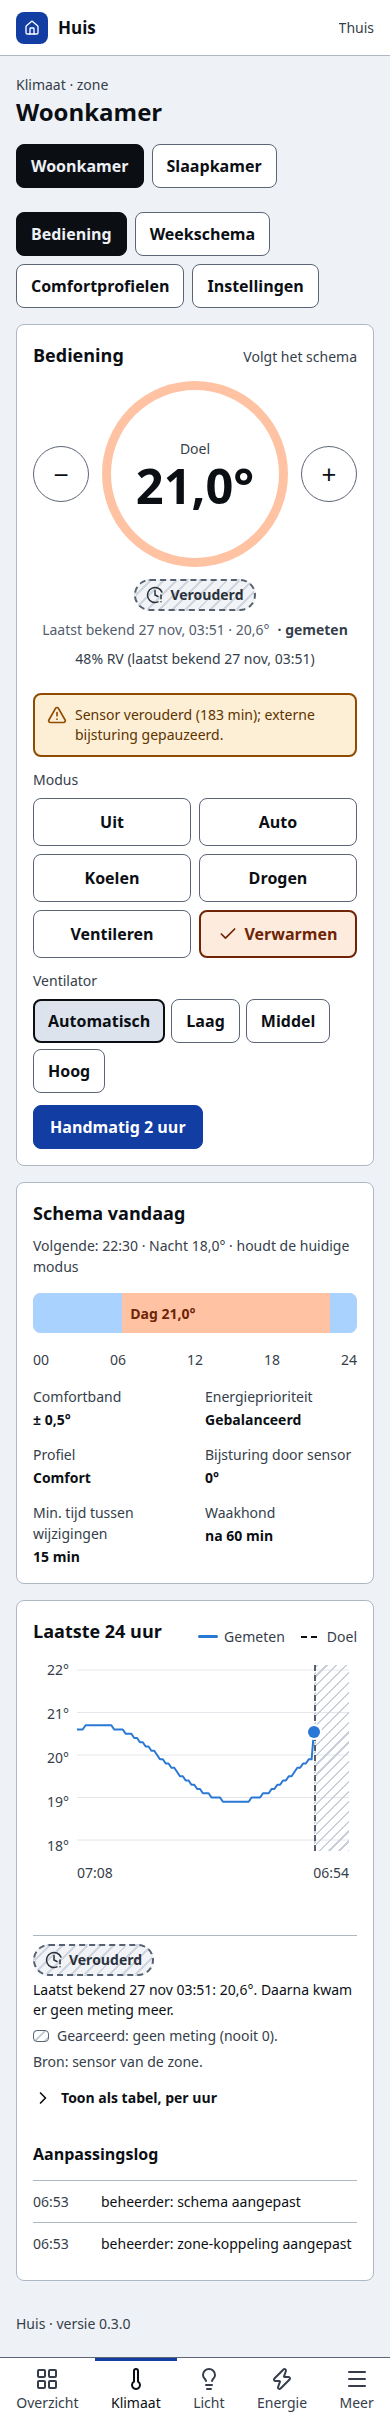 Huis
Thuis
Klimaat · zone
Woonkamer
Woonkamer
Slaapkamer
Bediening
Weekschema
Comfortprofielen
Instellingen
Bediening
Volgt het schema
Doel
−
21,0°
+
Verouderd
Laatst bekend 27 nov, 03:51 · 20,6° · gemeten
48% RV (laatst bekend 27 nov, 03:51)
Sensor verouderd (183 min); externe
bijsturing gepauzeerd.
Modus
Uit
Auto
Koelen
Drogen
Ventileren
Verwarmen
Ventilator
Automatisch
Laag
Middel
Hoog
Handmatig 2 uur
Schema vandaag
Volgende: 22:30 · Nacht 18,0° · houdt de huidige
modus
Dag 21,0°
00 06 12 18 24
Comfortband
± 0,5°
Energieprioriteit
Gebalanceerd
Profiel
Comfort
Bijsturing door sensor
0°
Min. tijd tussen
wijzigingen
15 min
Waakhond
na 60 min
Laatste 24 uur
Gemeten
Doel
22°
21°
20°
19°
18°
07:08
06:54
Verouderd
Laatst bekend 27 nov 03:51: 20,6°. Daarna kwam
er geen meting meer.
Gearceerd: geen meting (nooit 0).
Bron: sensor van de zone.
Toon als tabel, per uur
Aanpassingslog
06:53 beheerder: schema aangepast
06:53 beheerder: zone-koppeling aangepast
Huis · versie 0.3.0
Overzicht
Klimaat
Licht
Energie
Meer